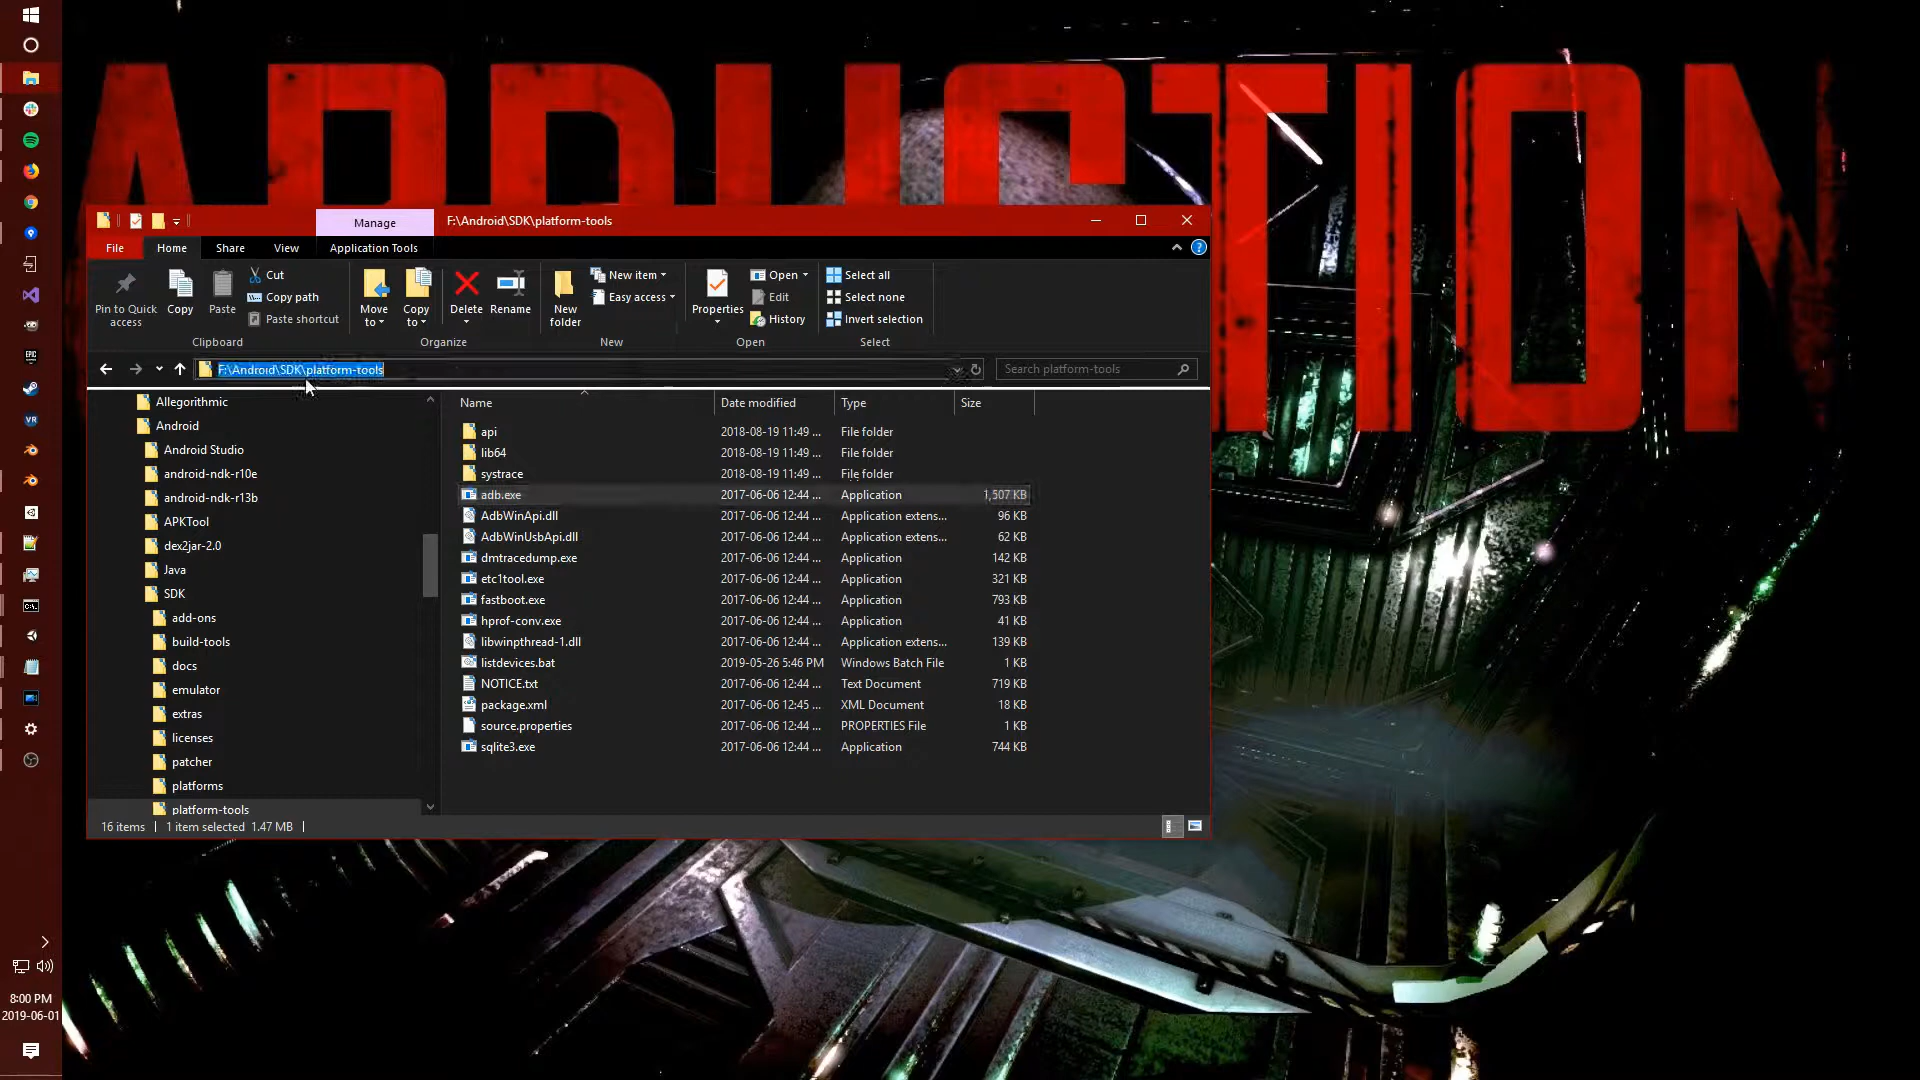 ABDUCTION
Manage
F:\Android\SDK\platform-tools
File
Home
Share
View
Application Tools
Pin to Quick
access
Copy
Paste
Cut
Copy path
Paste shortcut
Clipboard
Move
to
Copy
to
Delete
Rename
Organize
New
folder
New item
Easy access
New
Properties
Open
Edit
History
Open
Select all
Select none
Invert selection
Select
F:\Android\SDK\platform-tools
Search platform-tools
Allegorithmic
Android
Android Studio
android-ndk-r10e
android-ndk-r13b
APKTool
dex2jar-2.0
Java
SDK
add-ons
build-tools
docs
emulator
extras
licenses
patcher
platforms
platform-tools
Name Date modified Type Size
api 2018-08-19 11:49 ... File folder
lib64 2018-08-19 11:49 ... File folder
systrace 2018-08-19 11:49 ... File folder
adb.exe 2017-06-06 12:44 ... Application 1,507 KB
AdbWinApi.dll 2017-06-06 12:44 ... Application extens... 96 KB
AdbWinUsbApi.dll 2017-06-06 12:44 ... Application extens... 62 KB
dmtracedump.exe 2017-06-06 12:44 ... Application 142 KB
etc1tool.exe 2017-06-06 12:44 ... Application 321 KB
fastboot.exe 2017-06-06 12:44 ... Application 793 KB
hprof-conv.exe 2017-06-06 12:44 ... Application 41 KB
libwinpthread-1.dll 2017-06-06 12:44 ... Application extens... 139 KB
listdevices.bat 2019-05-26 5:46 PM Windows Batch File 1 KB
NOTICE.txt 2017-06-06 12:44 ... Text Document 719 KB
package.xml 2017-06-06 12:45 ... XML Document 18 KB
source.properties 2017-06-06 12:44 ... PROPERTIES File 1 KB
sqlite3.exe 2017-06-06 12:44 ... Application 744 KB
16 items
1 item selected 1.47 MB
EPIC
VR
C:\.
8:00 PM
2019-06-01